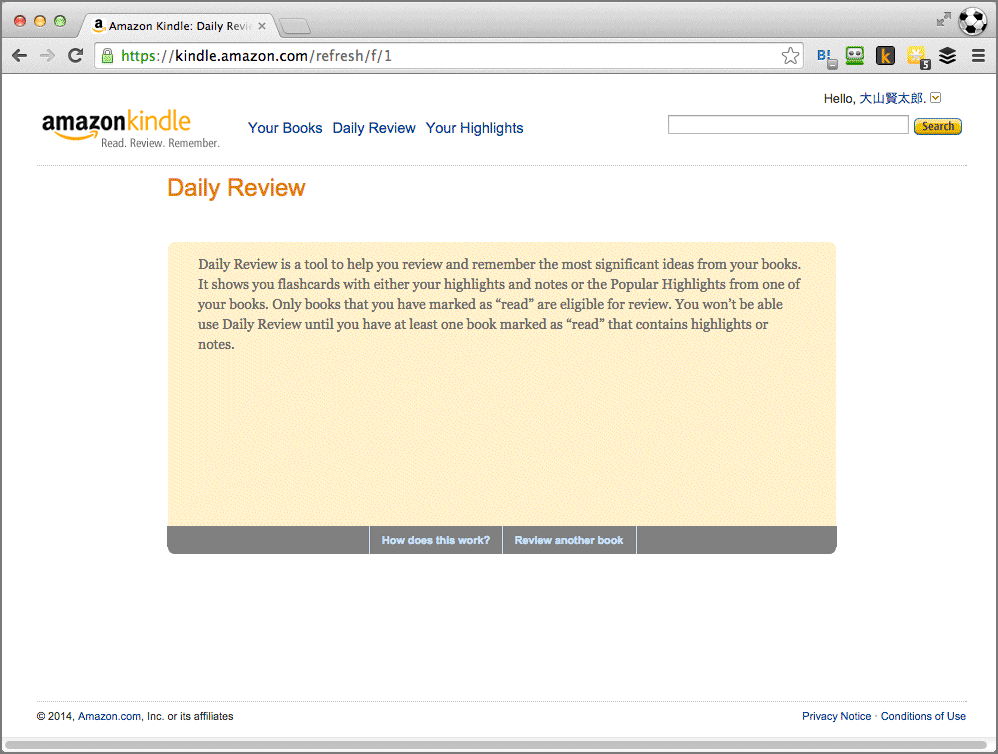 Amazon Kindle: Daily Revi
https://kindle.amazon.com/refresh/f/1
B!
k
5
Hello, 大山賢太郎.
amazonkindle
Read. Review. Remember.
Your Books Daily Review Your Highlights
Search
Daily Review
Daily Review is a tool to help you review and remember the most significant ideas from your books.
It shows you flashcards with either your highlights and notes or the Popular Highlights from one of
your books. Only books that you have marked as “read” are eligible for review. You won’t be able
use Daily Review until you have at least one book marked as “read” that contains highlights or
notes.
How does this work? Review another book
© 2014, Amazon.com, Inc. or its affiliates
Privacy Notice · Conditions of Use